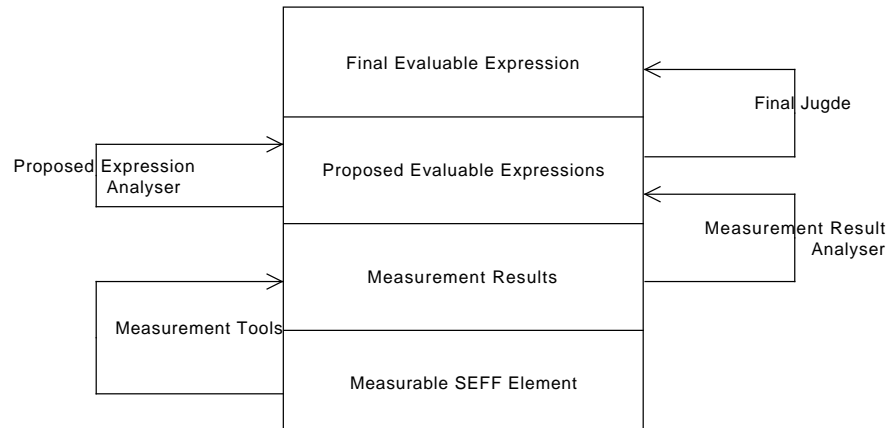 Final Evaluable Expression
Final Jugde
Proposed Expression
Analyser
Proposed Evaluable Expressions
Measurement Result
Analyser
Measurement Results
Measurement Tools
Measurable SEFF Element